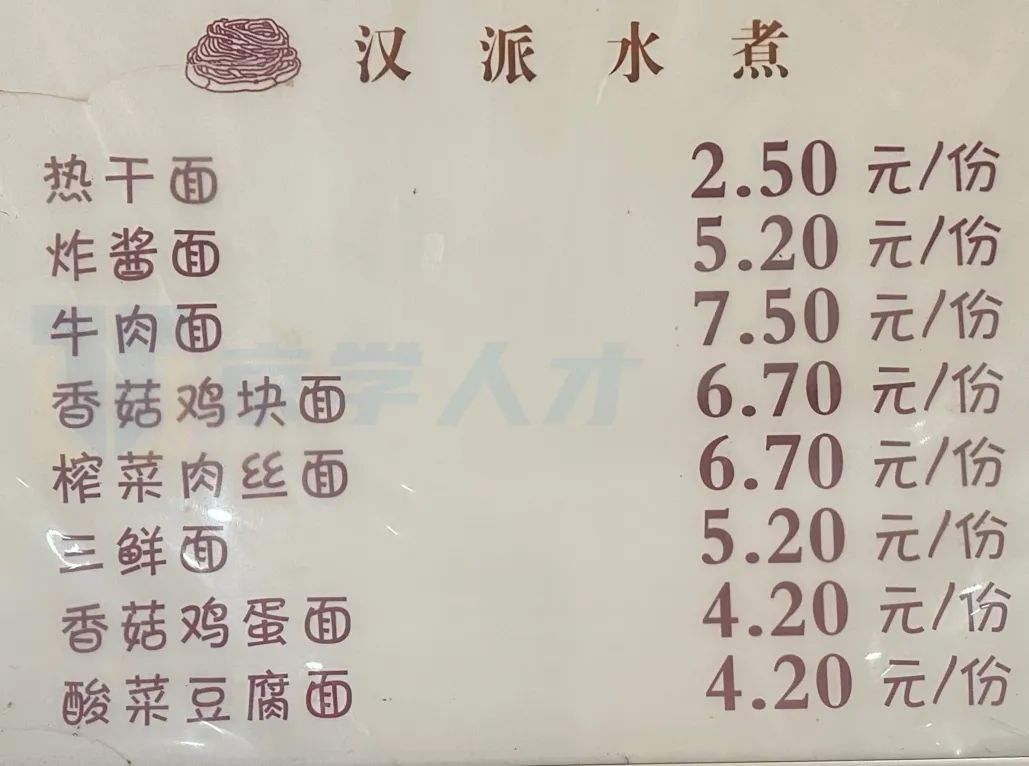 汉派水煮
热干面 2.50 元/份
炸酱面 5.20 元/份
牛肉面 7.50 元/份
香菇鸡块面 6.70 元/份
榨菜肉丝面 6.70 元/份
三鲜面 5.20 元/份
香菇鸡蛋面 4.20 元/份
酸菜豆腐面 4.20 元/份